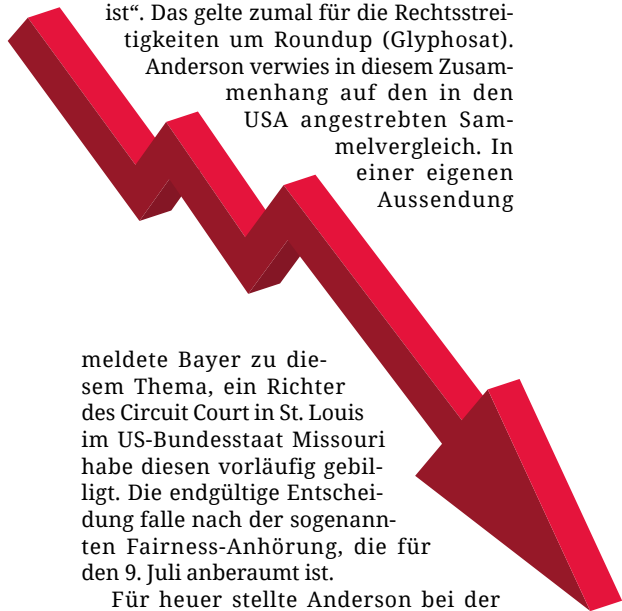 ist“. Das gelte zumal für die Rechtsstrei-
tigkeiten um Roundup (Glyphosat).
Anderson verwies in diesem Zusam-
menhang auf den in den
USA angestrebten Sam-
melvergleich. In
einer eigenen
Aussendung
meldete Bayer zu die-
sem Thema, ein Richter
des Circuit Court in St. Louis
im US-Bundesstaat Missouri
habe diesen vorläufig gebil-
ligt. Die endgültige Entschei-
dung falle nach der sogenann-
ten Fairness-Anhörung, die für
den 9. Juli anberaumt ist.
Für heuer stellte Anderson bei der